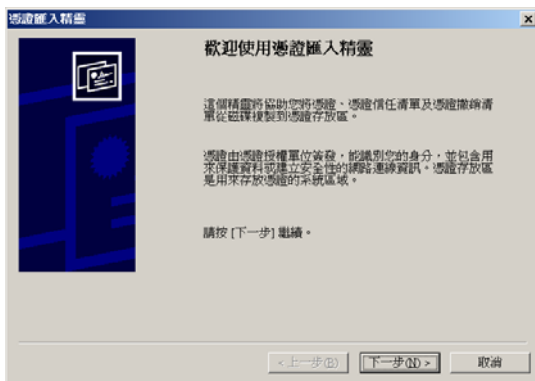 憑證匯入精靈
歡迎使用憑證匯入精靈
這個精靈將協助您將憑證、憑證信任清單及憑證撤銷清
單從磁碟複製到憑證存放區。
憑證由憑證授權單位簽發，能識別您的身分，並包含用
來保護資料或建立安全性的網路連線資訊。憑證存放區
是用來存放憑證的系統區域。
請按 [下一步] 繼續。
<上一步(B)
下一步(N) >
取消